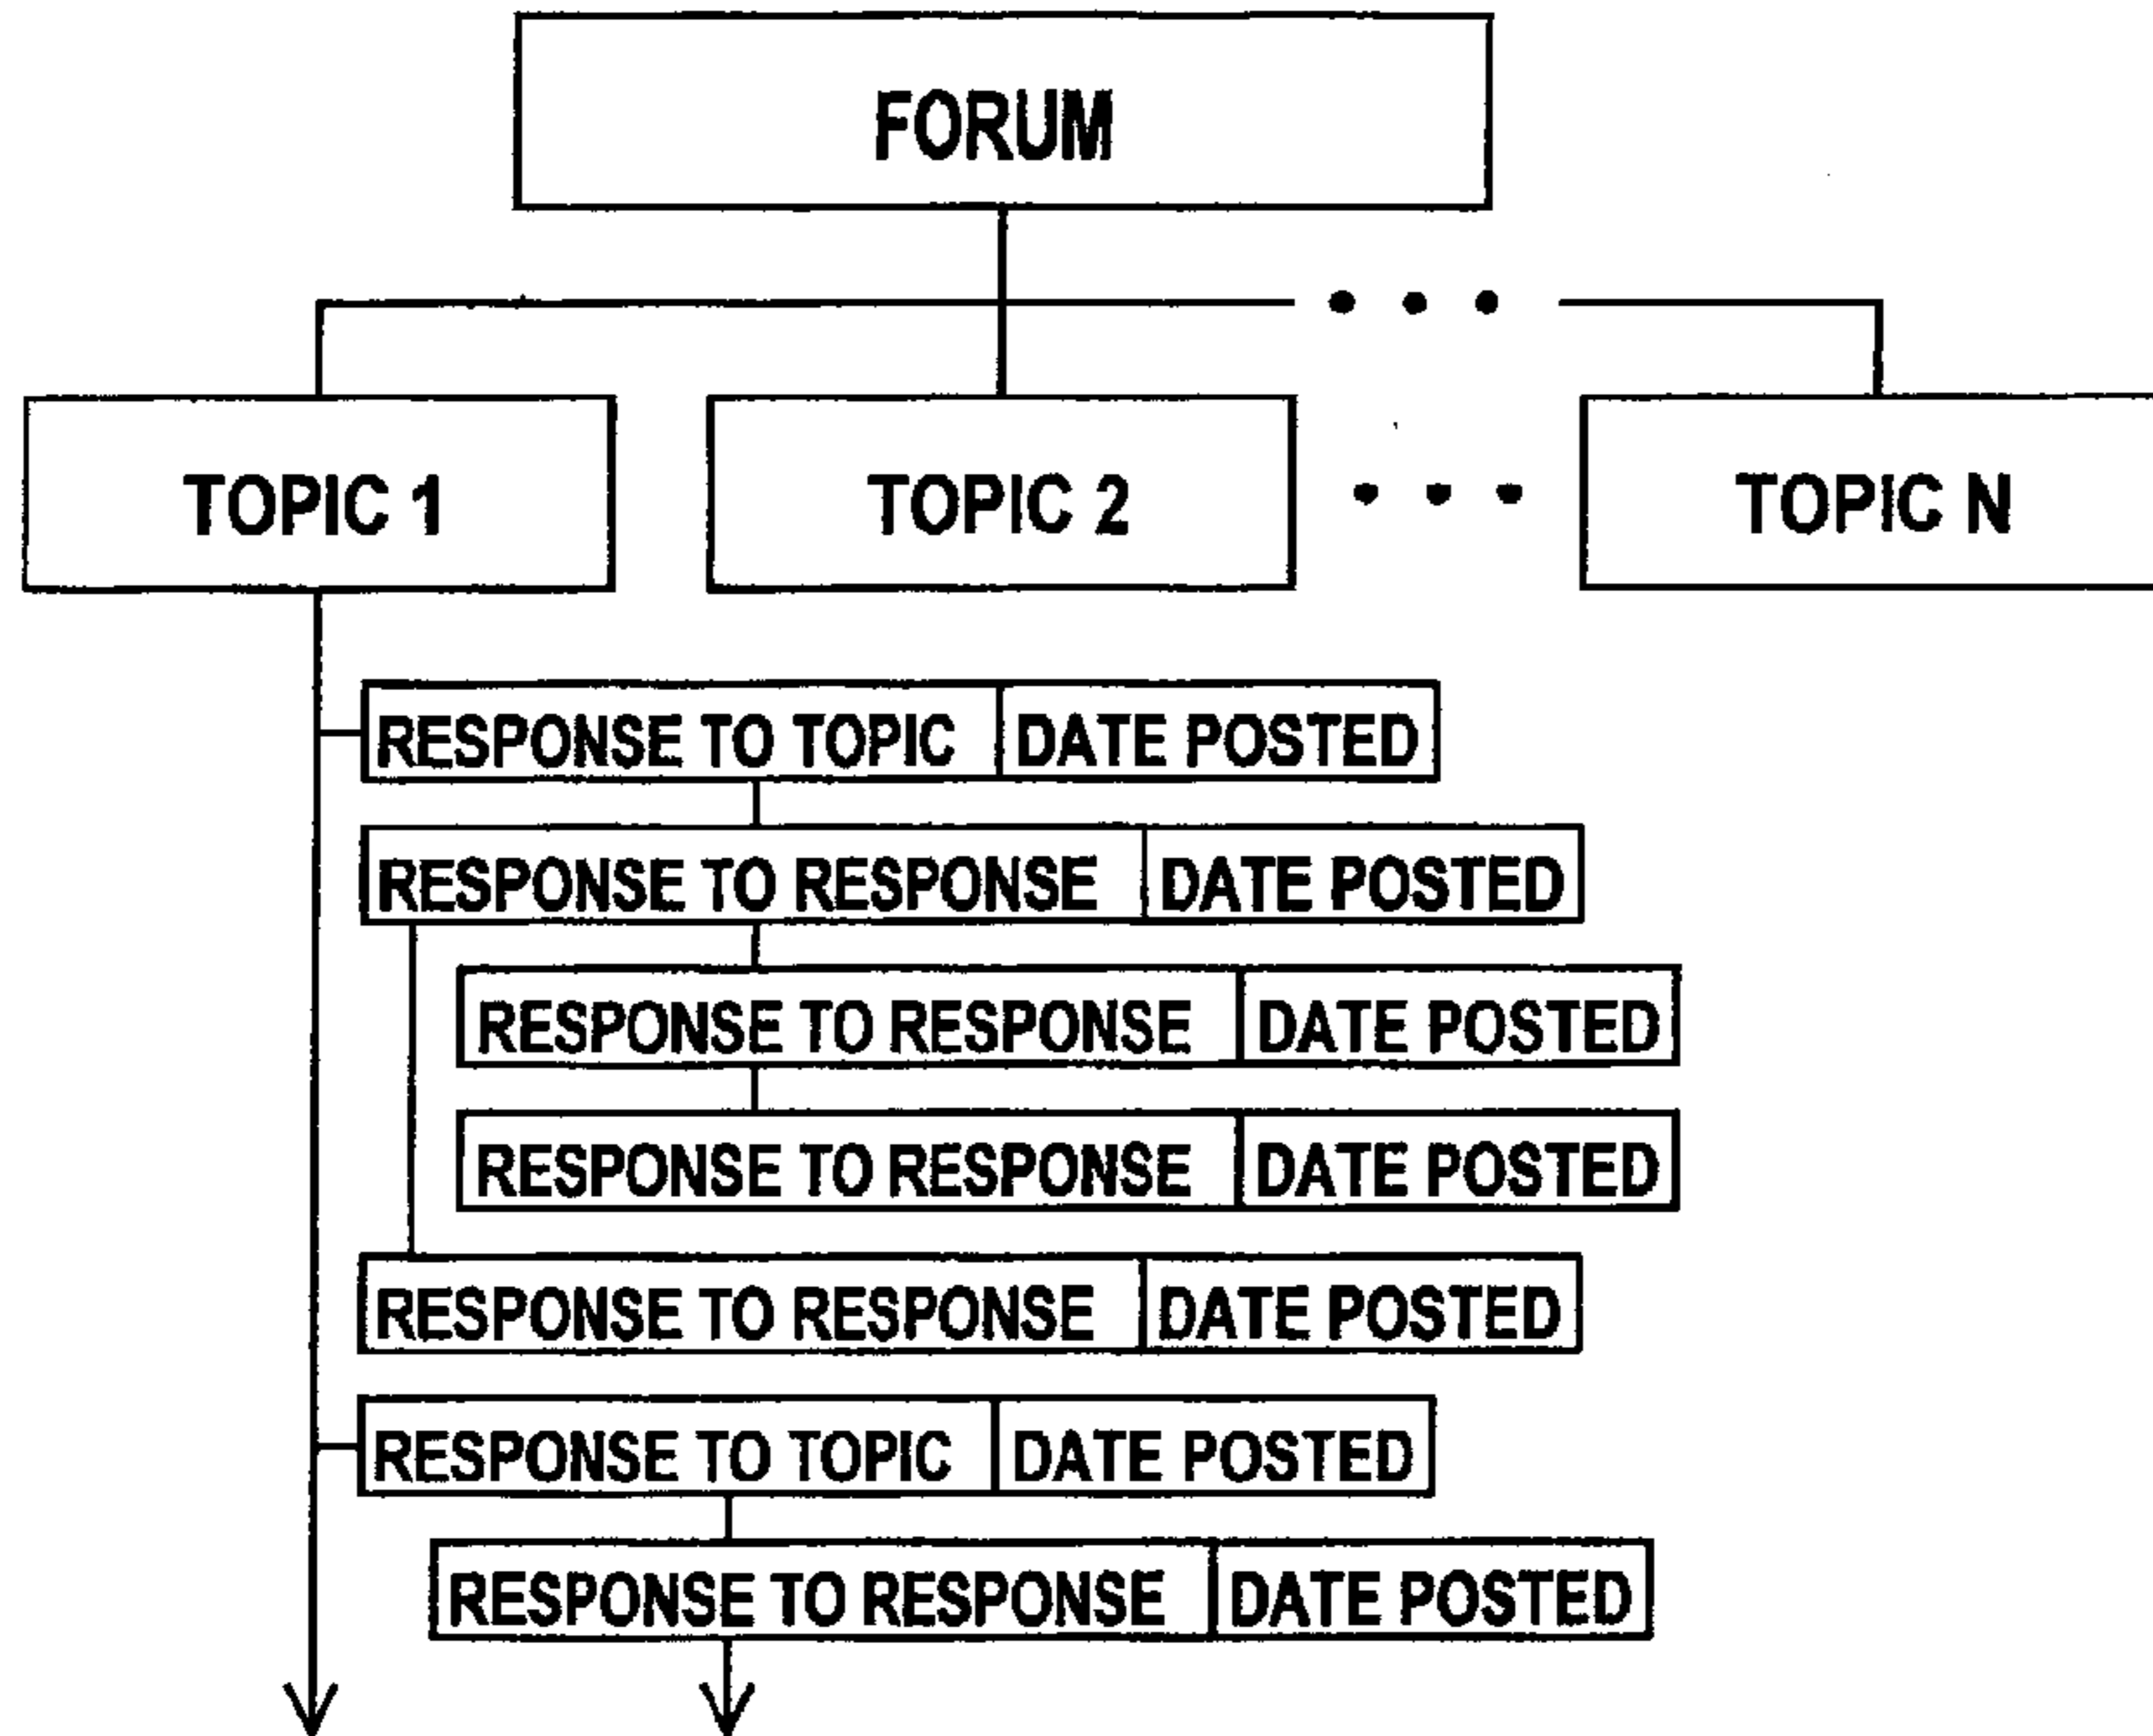 FORUM
TOPIC 1 TOPIC 2 • • • TOPIC N
RESPONSE TO TOPIC DATE POSTED
RESPONSE TO RESPONSE DATE POSTED
RESPONSE TO RESPONSE DATE POSTED
RESPONSE TO RESPONSE DATE POSTED
RESPONSE TO RESPONSE DATE POSTED
RESPONSE TO TOPIC DATE POSTED
RESPONSE TO RESPONSE DATE POSTED